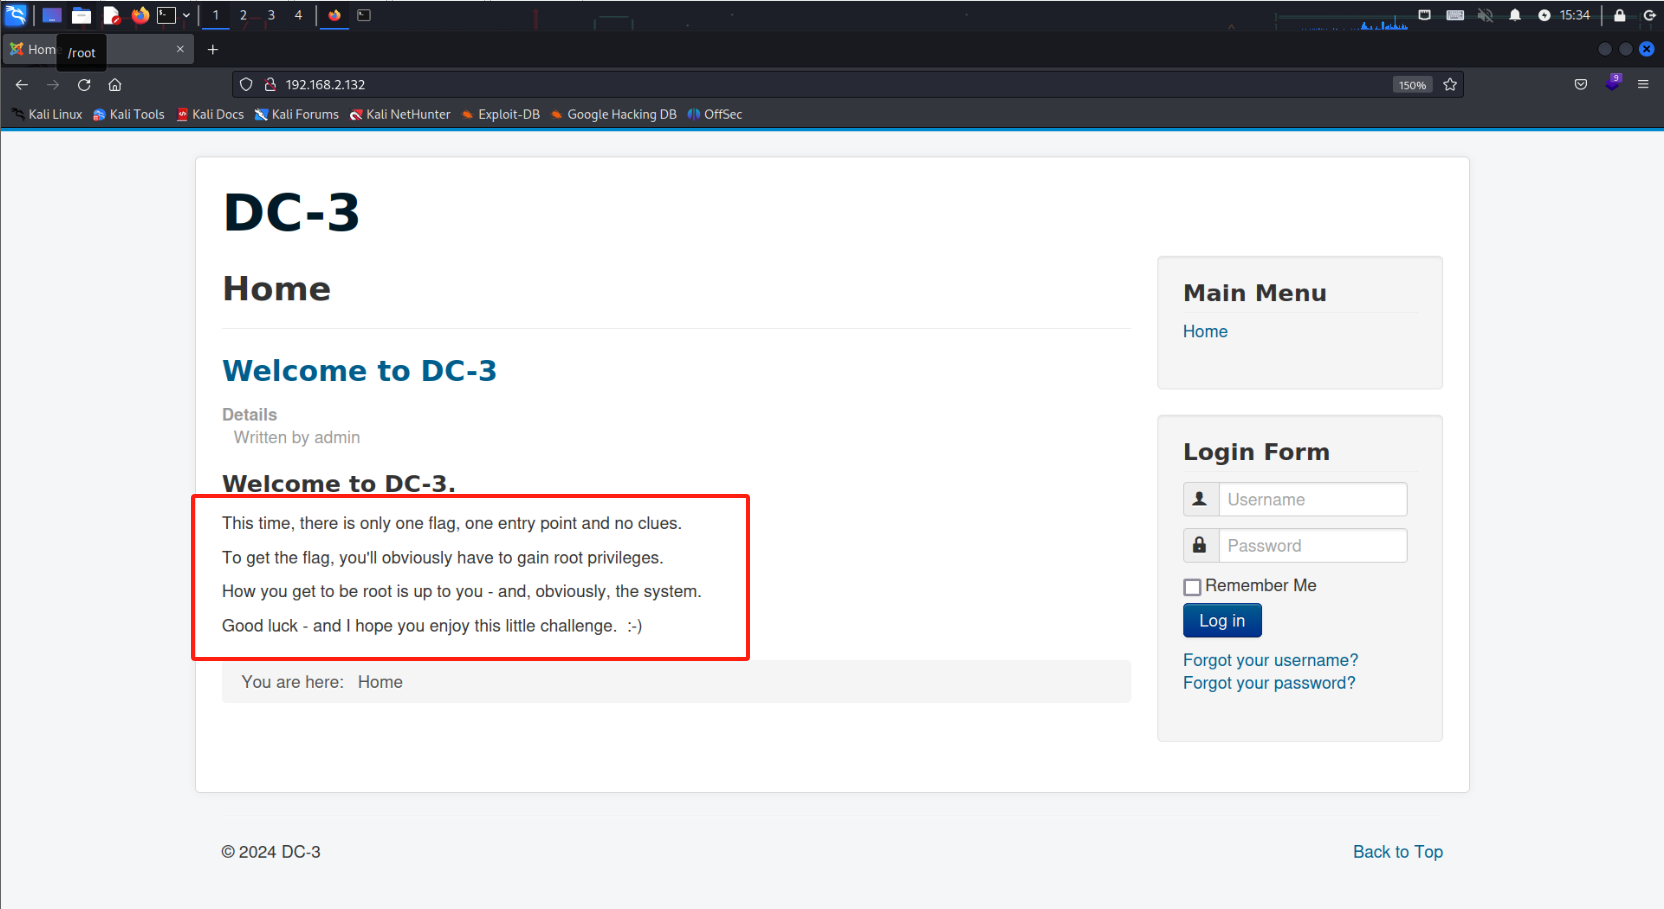 1 2 3 4 15:34
Home
/root
192.168.2.132 150% 9
Kali Linux Kali Tools Kali Docs Kali Forums Kali NetHunter Exploit-DB Google Hacking DB OffSec
DC-3
Home
Welcome to DC-3
Details
Written by admin
Welcome to DC-3.
This time, there is only one flag, one entry point and no clues.
To get the flag, you'll obviously have to gain root privileges.
How you get to be root is up to you - and, obviously, the system.
Good luck - and I hope you enjoy this little challenge. :-)
You are here: Home
Main Menu
Home
Login Form
Username
Password
Remember Me
Log in
Forgot your username?
Forgot your password?
© 2024 DC-3
Back to Top